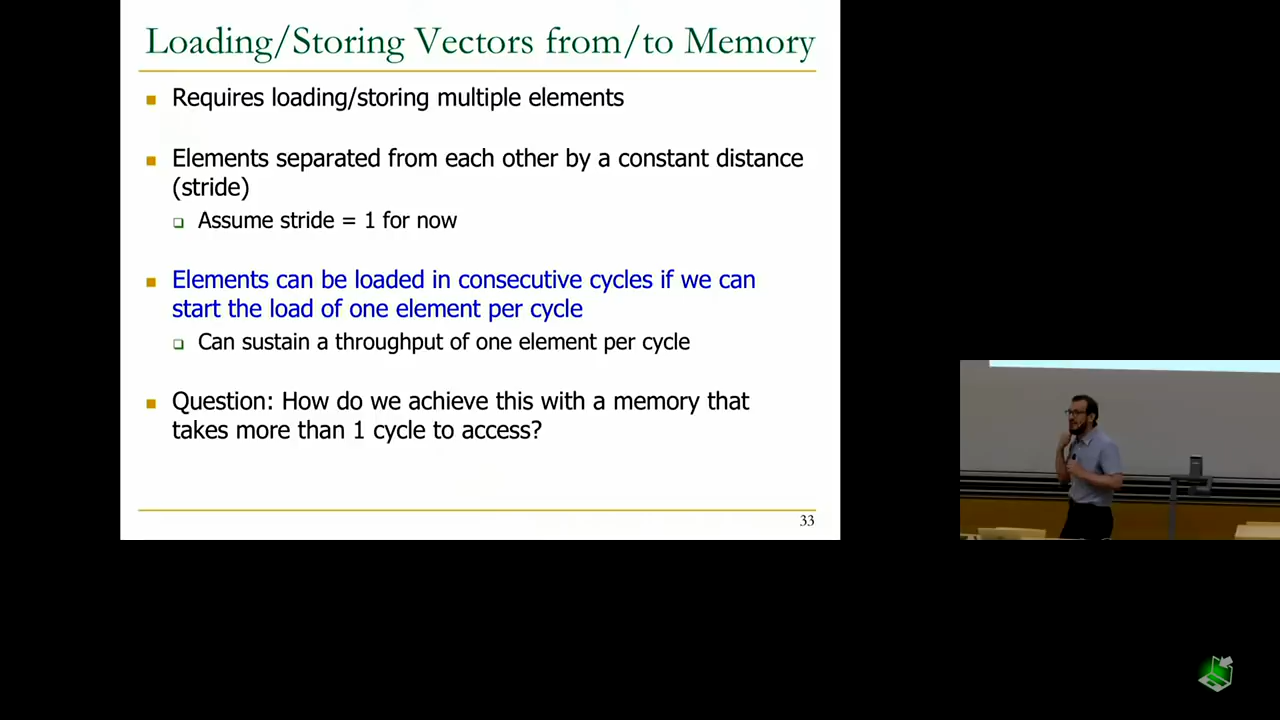 Loading/Storing Vectors from/to Memory
Requires loading/storing multiple elements
Elements separated from each other by a constant distance
(stride)
Assume stride = 1 for now
Elements can be loaded in consecutive cycles if we can
start the load of one element per cycle
Can sustain a throughput of one element per cycle
Question: How do we achieve this with a memory that
takes more than 1 cycle to access?
33